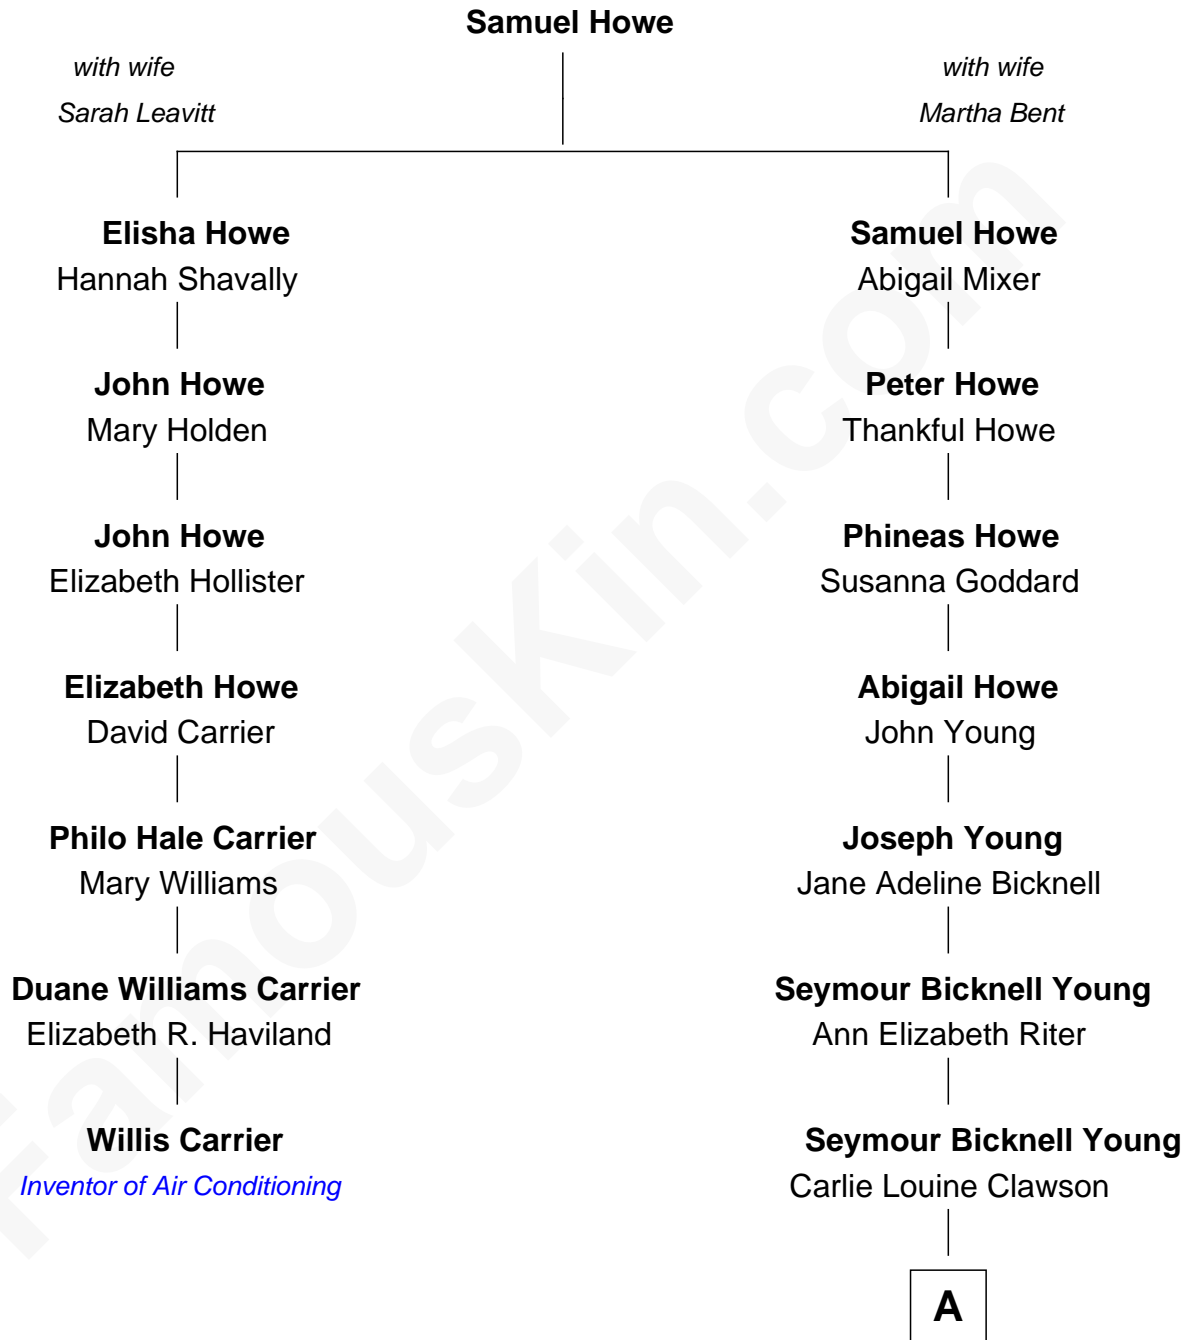 Samuel Howe
with wife
Sarah Leavitt
with wife
Martha Bent
Elisha Howe
Hannah Shavally
Samuel Howe
Abigail Mixer
John Howe
Mary Holden
Peter Howe
Thankful Howe
John Howe
Elizabeth Hollister
Phineas Howe
Susanna Goddard
Elizabeth Howe
David Carrier
Abigail Howe
John Young
Philo Hale Carrier
Mary Williams
Joseph Young
Jane Adeline Bicknell
Duane Williams Carrier
Elizabeth R. Haviland
Seymour Bicknell Young
Ann Elizabeth Riter
Willis Carrier
Inventor of Air Conditioning
Seymour Bicknell Young
Carlie Louine Clawson
A
FamousKin.com